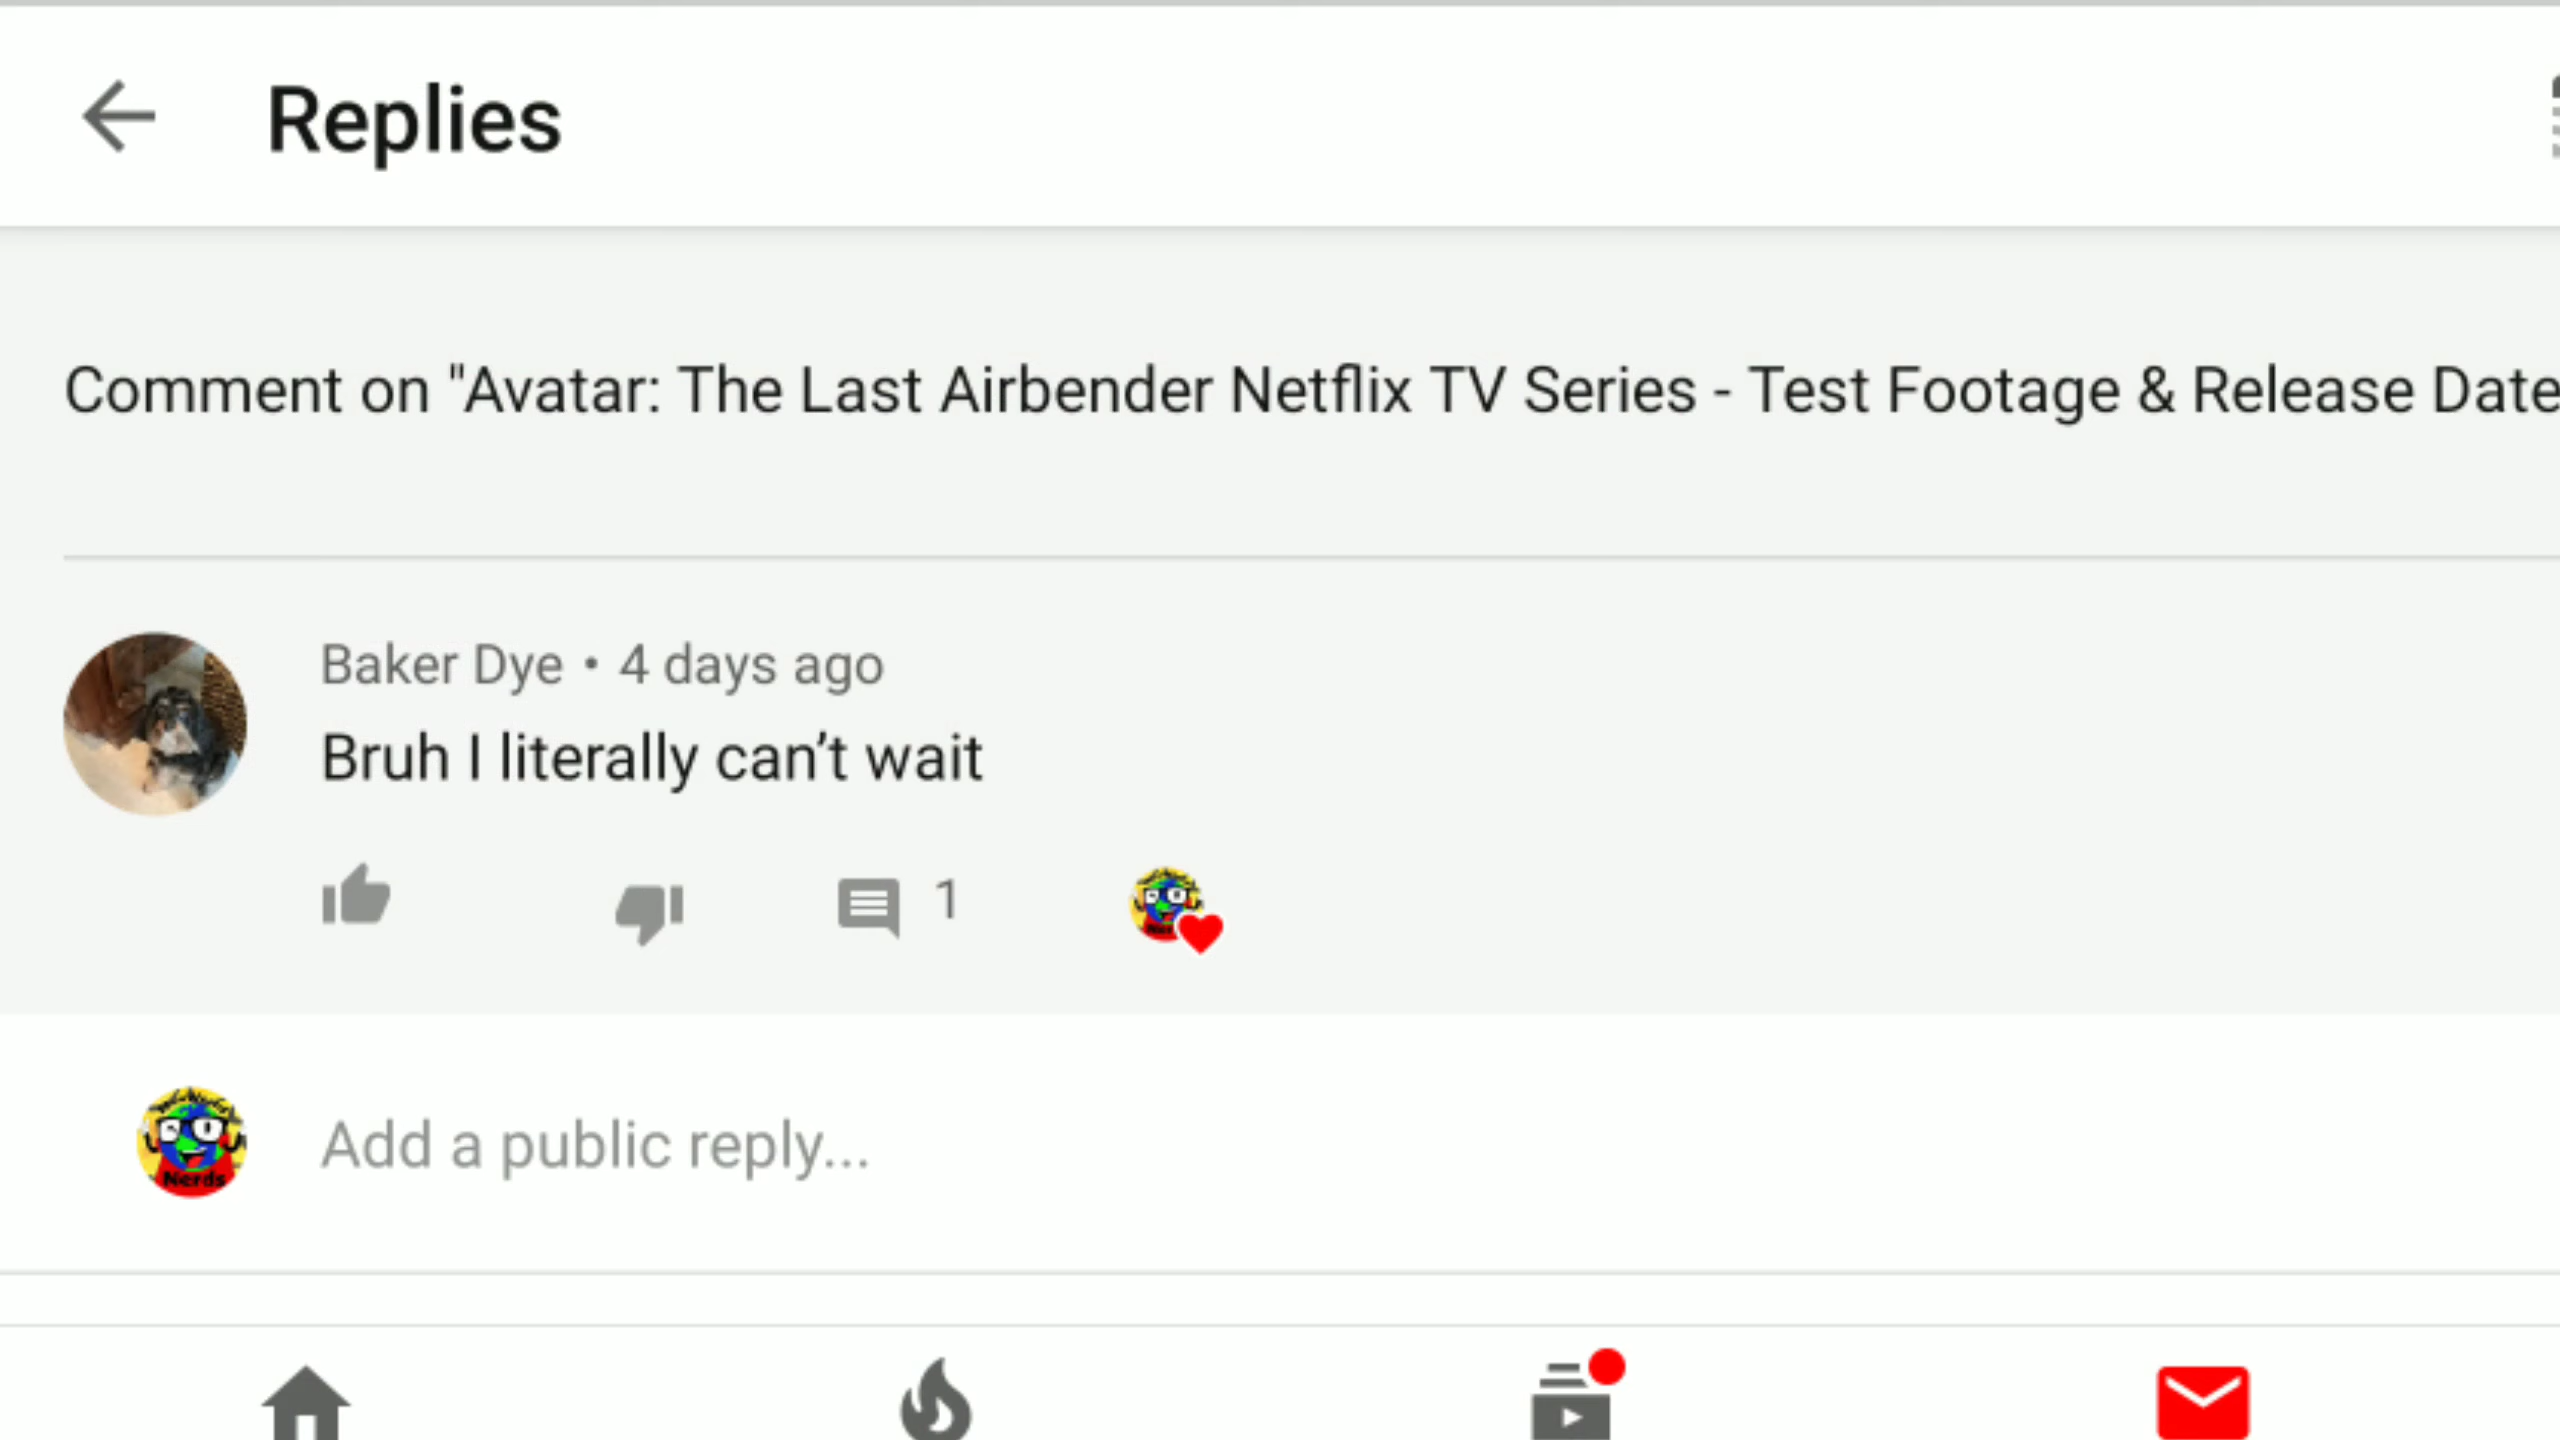 Replies
Comment on "Avatar: The Last Airbender Netflix TV Series - Test Footage & Release Date
Baker Dye • 4 days ago
Bruh I literally can’t wait
1
Add a public reply...
Nerds